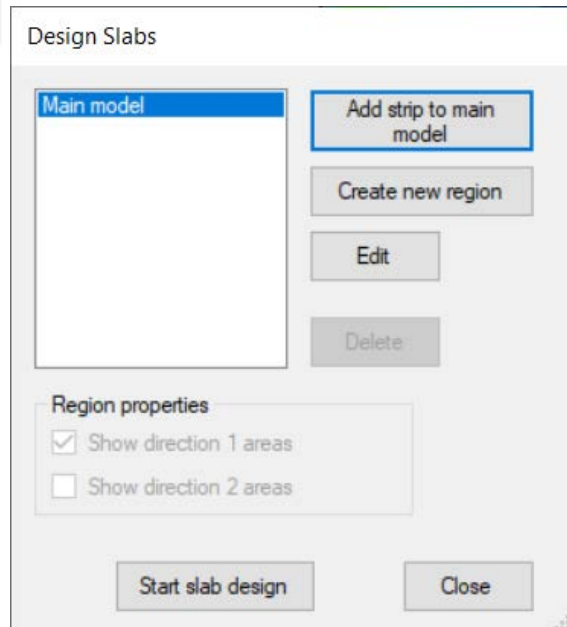 Design Slabs
Main model
Add strip to main
model
Create new region
Edit
Delete
Region properties
Show direction 1 areas
Show direction 2 areas
Start slab design
Close